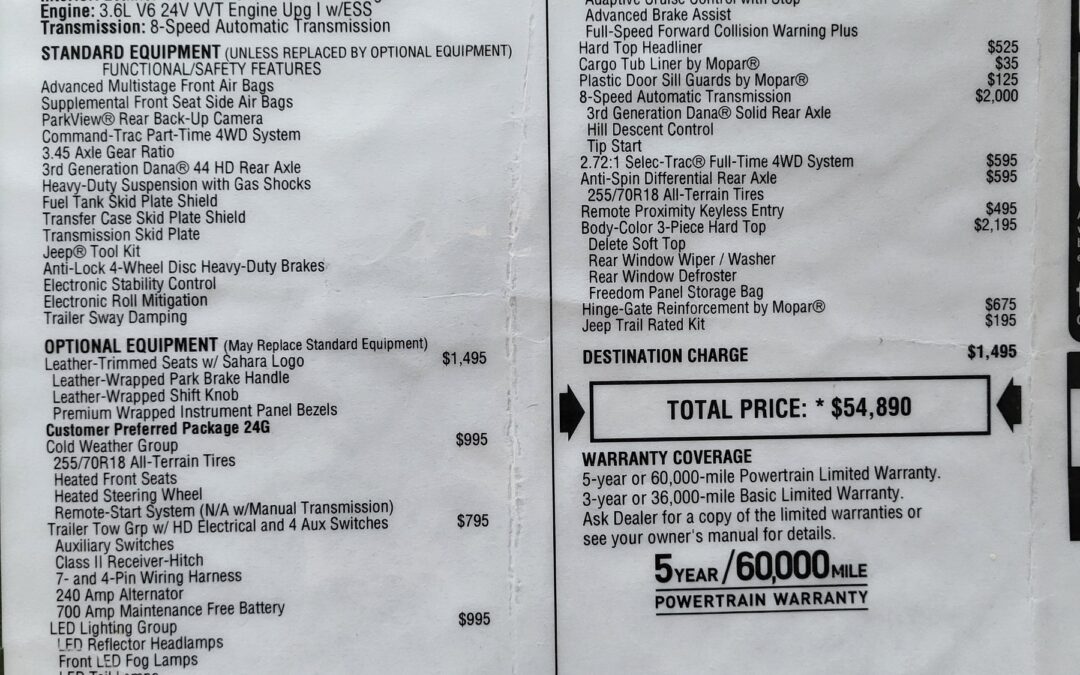 Engine: 3.6L V6 24V VVT Engine Upg I w/ESS
Transmission: 8-Speed Automatic Transmission
STANDARD EQUIPMENT (UNLESS REPLACED BY OPTIONAL EQUIPMENT)
FUNCTIONAL/SAFETY FEATURES
Advanced Multistage Front Air Bags
Supplemental Front Seat Side Air Bags
ParkView® Rear Back-Up Camera
Command-Trac Part-Time 4WD System
3.45 Axle Gear Ratio
3rd Generation Dana® 44 HD Rear Axle
Heavy-Duty Suspension with Gas Shocks
Fuel Tank Skid Plate Shield
Transfer Case Skid Plate Shield
Transmission Skid Plate
Jeep® Tool Kit
Anti-Lock 4-Wheel Disc Heavy-Duty Brakes
Electronic Stability Control
Electronic Roll Mitigation
Trailer Sway Damping
OPTIONAL EQUIPMENT (May Replace Standard Equipment)
Leather-Trimmed Seats w/ Sahara Logo $1,495
Leather-Wrapped Park Brake Handle
Leather-Wrapped Shift Knob
Premium Wrapped Instrument Panel Bezels
Customer Preferred Package 24G
Cold Weather Group $995
255/70R18 All-Terrain Tires
Heated Front Seats
Heated Steering Wheel
Remote-Start System (N/A w/Manual Transmission)
Trailer Tow Grp w/ HD Electrical and 4 Aux Switches $795
Auxiliary Switches
Class II Receiver-Hitch
7- and 4-Pin Wiring Harness
240 Amp Alternator
700 Amp Maintenance Free Battery
LED Lighting Group $995
LED Reflector Headlamps
Front LED Fog Lamps
LED Tail Lamps
Adaptive Cruise Control with Stop
Advanced Brake Assist
Full-Speed Forward Collision Warning Plus
Hard Top Headliner $525
Cargo Tub Liner by Mopar® $35
Plastic Door Sill Guards by Mopar® $125
8-Speed Automatic Transmission $2,000
3rd Generation Dana® Solid Rear Axle
Hill Descent Control
Tip Start
2.72:1 Selec-Trac® Full-Time 4WD System $595
Anti-Spin Differential Rear Axle $595
255/70R18 All-Terrain Tires
Remote Proximity Keyless Entry $495
Body-Color 3-Piece Hard Top $2,195
Delete Soft Top
Rear Window Wiper / Washer
Rear Window Defroster
Freedom Panel Storage Bag
Hinge-Gate Reinforcement by Mopar® $675
Jeep Trail Rated Kit $195
DESTINATION CHARGE $1,495
TOTAL PRICE: * $54,890
WARRANTY COVERAGE
5-year or 60,000-mile Powertrain Limited Warranty.
3-year or 36,000-mile Basic Limited Warranty.
Ask Dealer for a copy of the limited warranties or
see your owner's manual for details.
5YEAR/60,000MILE
POWERTRAIN WARRANTY